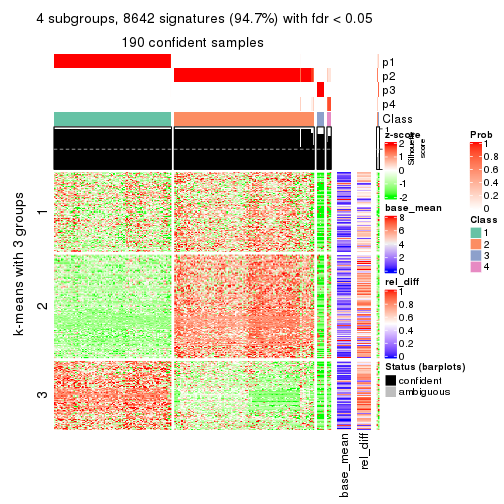 4 subgroups, 8642 signatures (94.7%) with fdr < 0.05
190 confident samples
p1
p2
p3
p4
Class
1
Silhouette
score
k-means with 3 groups
1
2
3
base_mean
rel_diff
z-score
2
1
0
-1
-2
base_mean
8
6
4
2
0
rel_diff
1
0.8
0.6
0.4
0.2
0
Status (barplots)
confident
ambiguous
Prob
1
0.8
0.6
0.4
0.2
0
Class
1
2
3
4